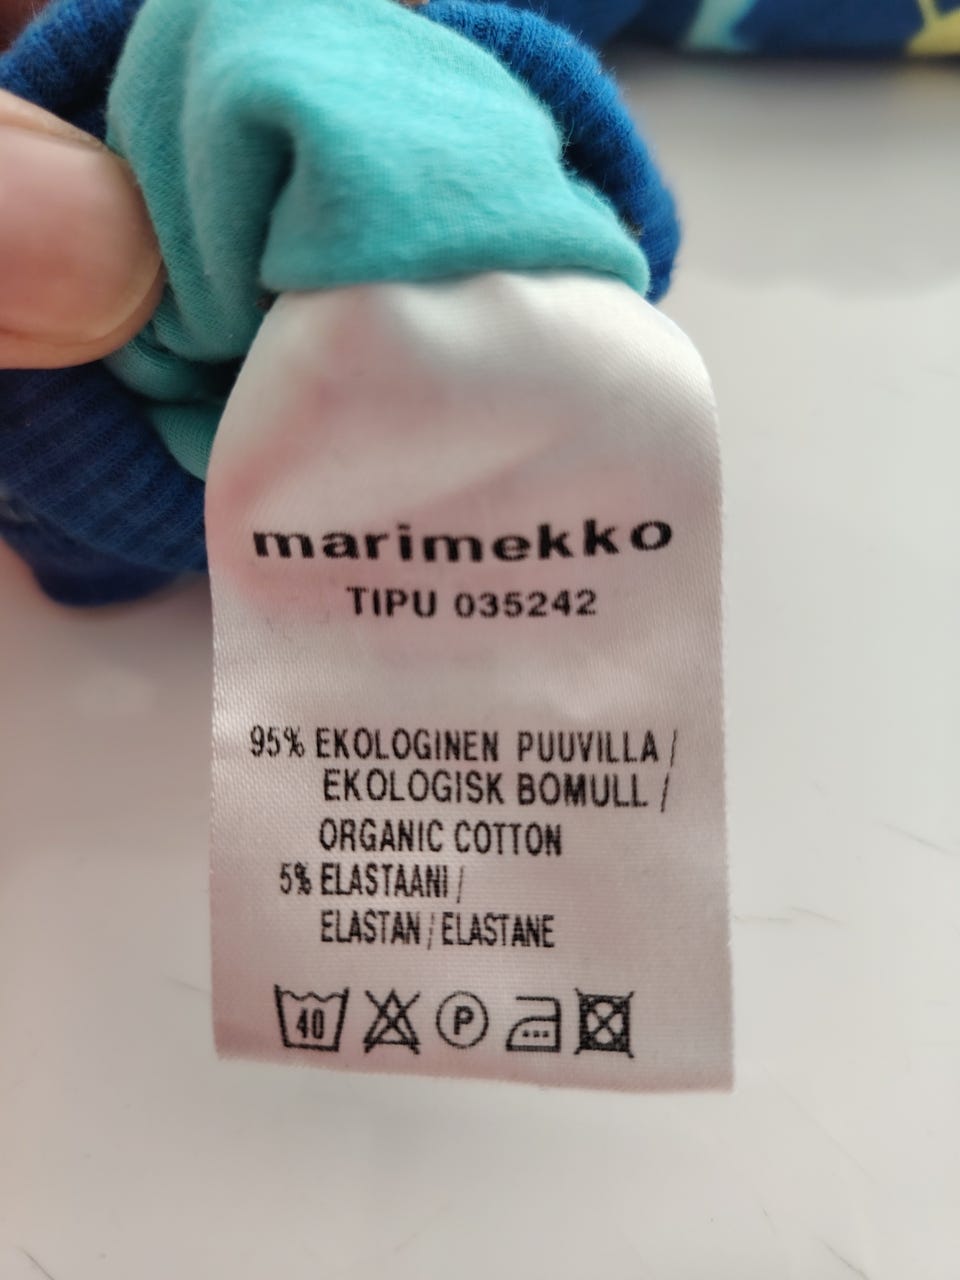 marimekko
TIPU 035242
95% EKOLOGINEN PUUVILLA /
EKOLOGISK BOMULL /
ORGANIC COTTON
5% ELASTAANI /
ELASTAN / ELASTANE
40 P